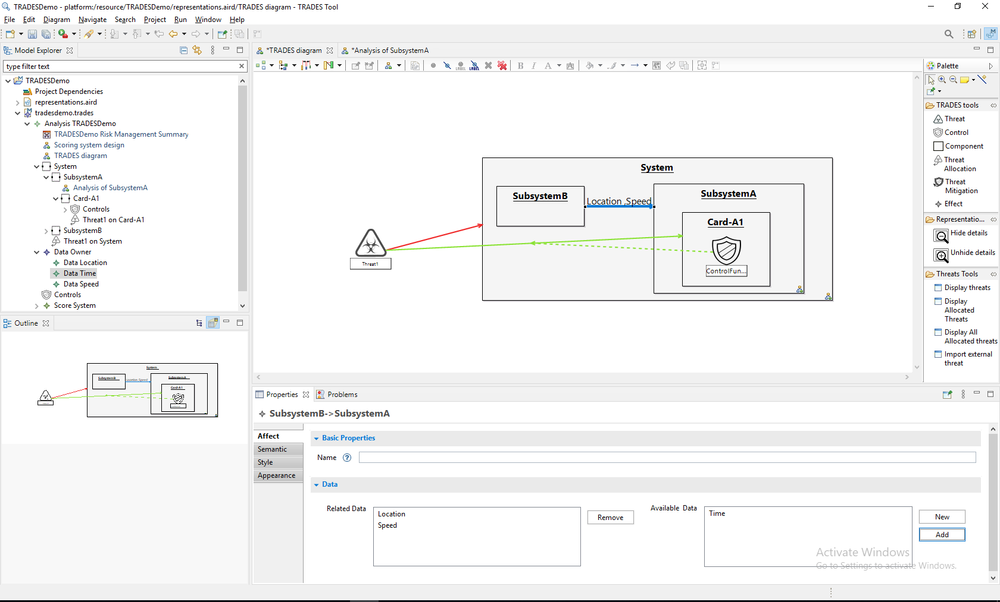 TRADESDemo - platform:/resource/TRADESDemo/representations.aird/TRADES diagram - TRADES Tool
File Edit Diagram Navigate Search Project Run Window Help
Model Explorer
type filter text
TRADESDemo
Project Dependencies
representations.aird
tradesdemo.trades
Analysis TRADESDemo
TRADESDemo Risk Management Summary
Scoring system design
TRADES diagram
System
SubsystemA
Analysis of SubsystemA
Card-A1
Controls
Threat1 on Card-A1
SubsystemB
Threat1 on System
Data Owner
Data Location
Data Time
Data Speed
Controls
Score System
Outline
System
SubsystemB
Location ,Speed
SubsystemA
Card-A1
*TRADES diagram
*Analysis of SubsystemA
LABEL LABEL
B I A
System
SubsystemB
Location ,Speed
SubsystemA
Card-A1
ControlFun...
Threat1
Palette
TRADES tools
Threat
Control
Component
Threat
Allocation
Threat
Mitigation
Effect
Representatio...
Hide details
Unhide details
Threats Tools
Display threats
Display
Allocated
Threats
Display All
Allocated threats
Import external
threat
Properties
Problems
SubsystemB->SubsystemA
Affect
Semantic
Style
Appearance
Basic Properties
Name
Data
Related Data
Location
Speed
Remove
Available Data
Time
New
Add
Activate Windows
Go to Settings to activate Windows.